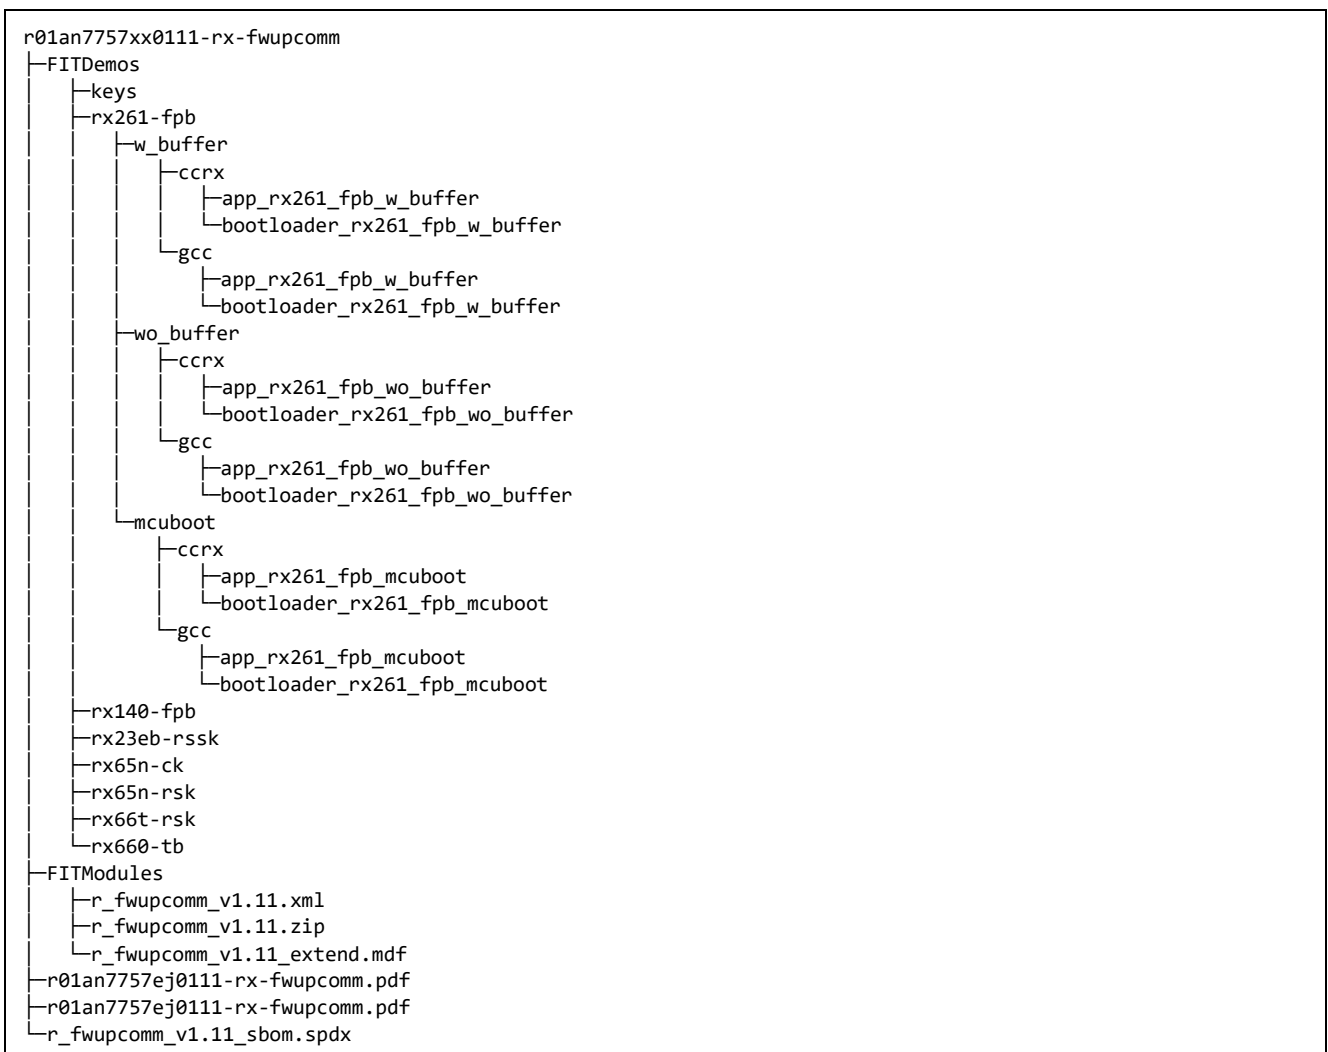 r01an7757xx0111-rx-fwupcomm
├─FITDemos
│   ├─keys
│   ├─rx261-fpb
│   │   ├─w_buffer
│   │   │   ├─ccrx
│   │   │   │   ├─app_rx261_fpb_w_buffer
│   │   │   │   └─bootloader_rx261_fpb_w_buffer
│   │   │   └─gcc
│   │   │       ├─app_rx261_fpb_w_buffer
│   │   │       └─bootloader_rx261_fpb_w_buffer
│   │   ├─wo_buffer
│   │   │   ├─ccrx
│   │   │   │   ├─app_rx261_fpb_wo_buffer
│   │   │   │   └─bootloader_rx261_fpb_wo_buffer
│   │   │   └─gcc
│   │   │       ├─app_rx261_fpb_wo_buffer
│   │   │       └─bootloader_rx261_fpb_wo_buffer
│   │   └─mcuboot
│   │       ├─ccrx
│   │       │   ├─app_rx261_fpb_mcuboot
│   │       │   └─bootloader_rx261_fpb_mcuboot
│   │       └─gcc
│   │           ├─app_rx261_fpb_mcuboot
│   │           └─bootloader_rx261_fpb_mcuboot
│   ├─rx140-fpb
│   ├─rx23eb-rssk
│   ├─rx65n-ck
│   ├─rx65n-rsk
│   ├─rx66t-rsk
│   └─rx660-tb
├─FITModules
│   ├─r_fwupcomm_v1.11.xml
│   ├─r_fwupcomm_v1.11.zip
│   └─r_fwupcomm_v1.11_extend.mdf
├─r01an7757ej0111-rx-fwupcomm.pdf
├─r01an7757ej0111-rx-fwupcomm.pdf
└─r_fwupcomm_v1.11_sbom.spdx